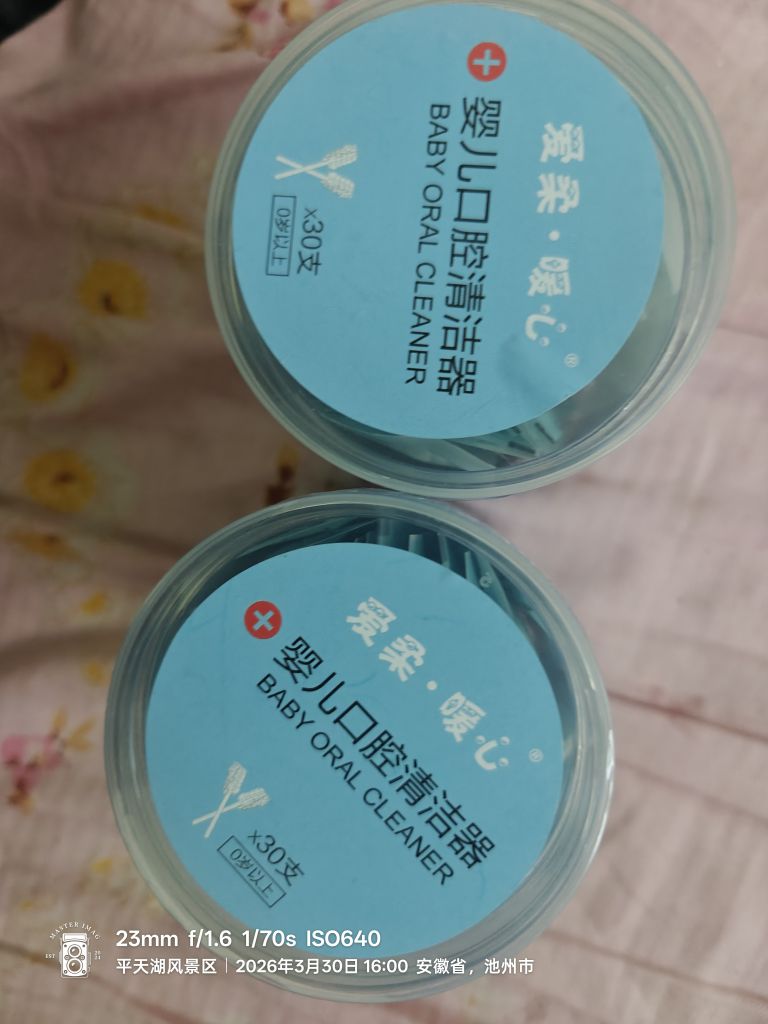 爱柔·暖心®
婴儿口腔清洁器
BABY ORAL CLEANER
x30支
0岁以上
爱柔·暖心®
婴儿口腔清洁器
BABY ORAL CLEANER
x30支
0岁以上
MASTER IMAG
23mm f/1.6 1/70s ISO640
平天湖风景区 | 2026年3月30日 16:00 安徽省，池州市